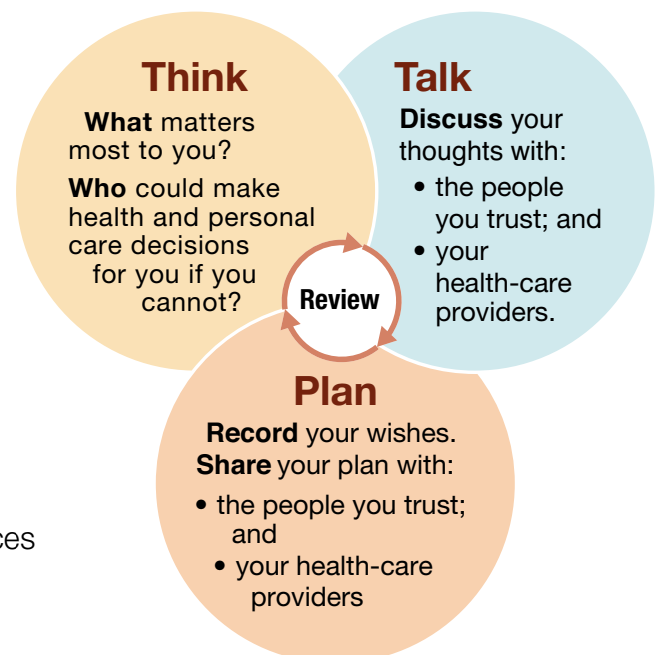 Think
What matters
most to you?
Who could make
health and personal
care decisions
for you if you
cannot?
Talk
Discuss your
thoughts with:
• the people
you trust; and
• your
health-care
providers.
Review
Plan
Record your wishes.
Share your plan with:
• the people you trust;
and
• your health-care
providers